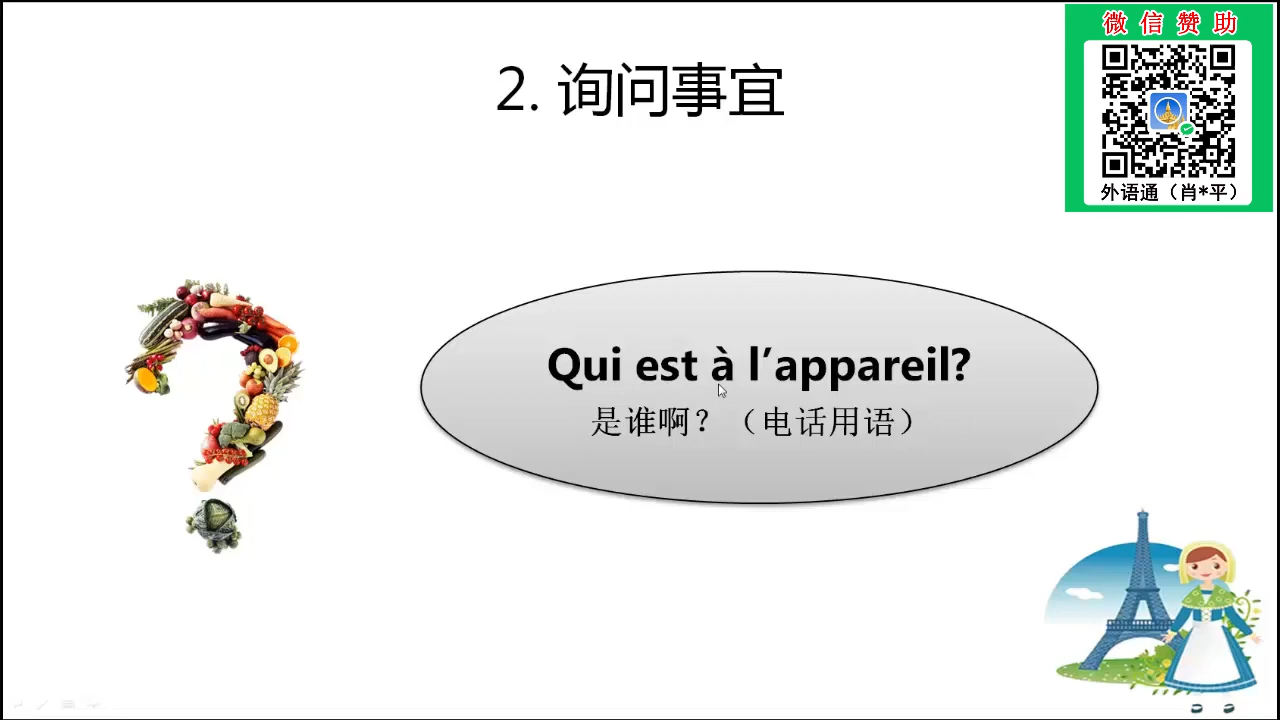 微信赞助
外语通（肖*平）
2. 询问事宜
Qui est à l’appareil?
是谁啊？（电话用语）